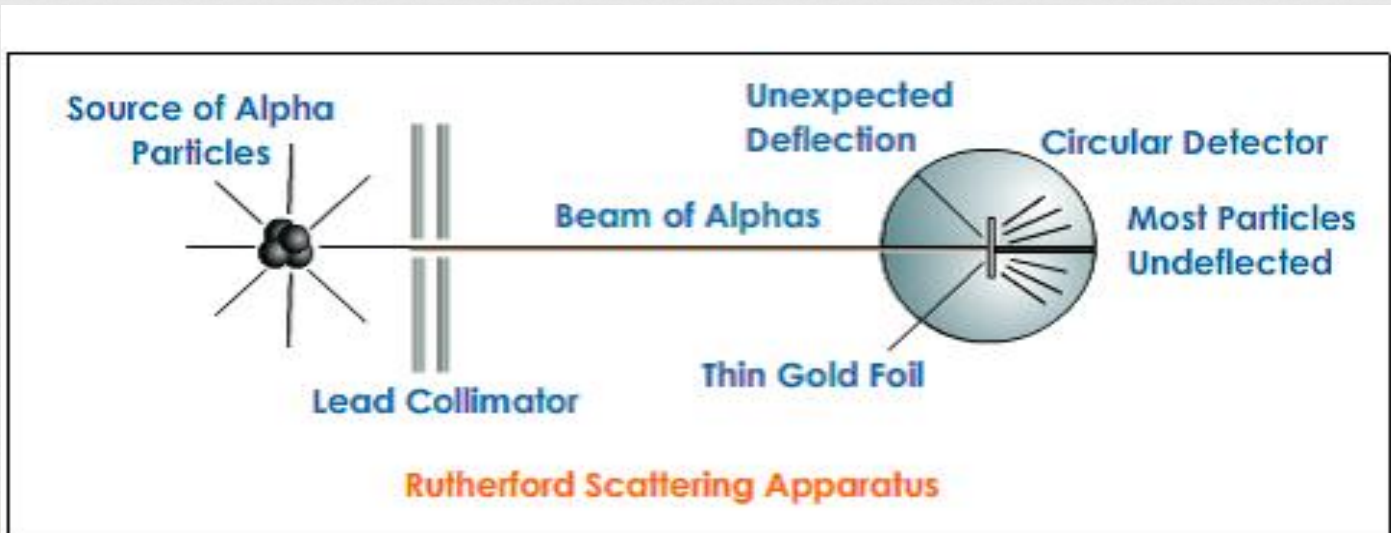 Source of Alpha
Particles
Unexpected
Deflection
Circular Detector
Beam of Alphas
Most Particles
Undeflected
Thin Gold Foil
Lead Collimator
Rutherford Scattering Apparatus